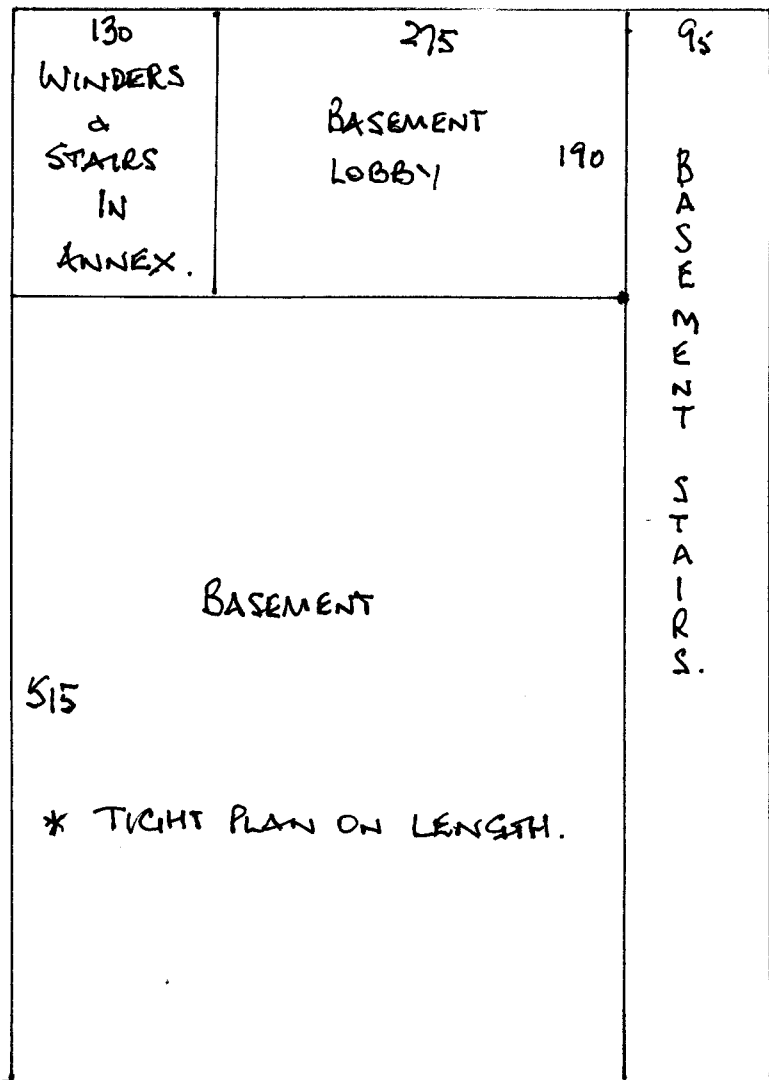 130
WINDERS
&
STAIRS
IN
ANNEX.
275
BASEMENT
LOBBY
190
95
BASEMENT STAIRS.
BASEMENT
515
* TIGHT PLAN ON LENGTH.